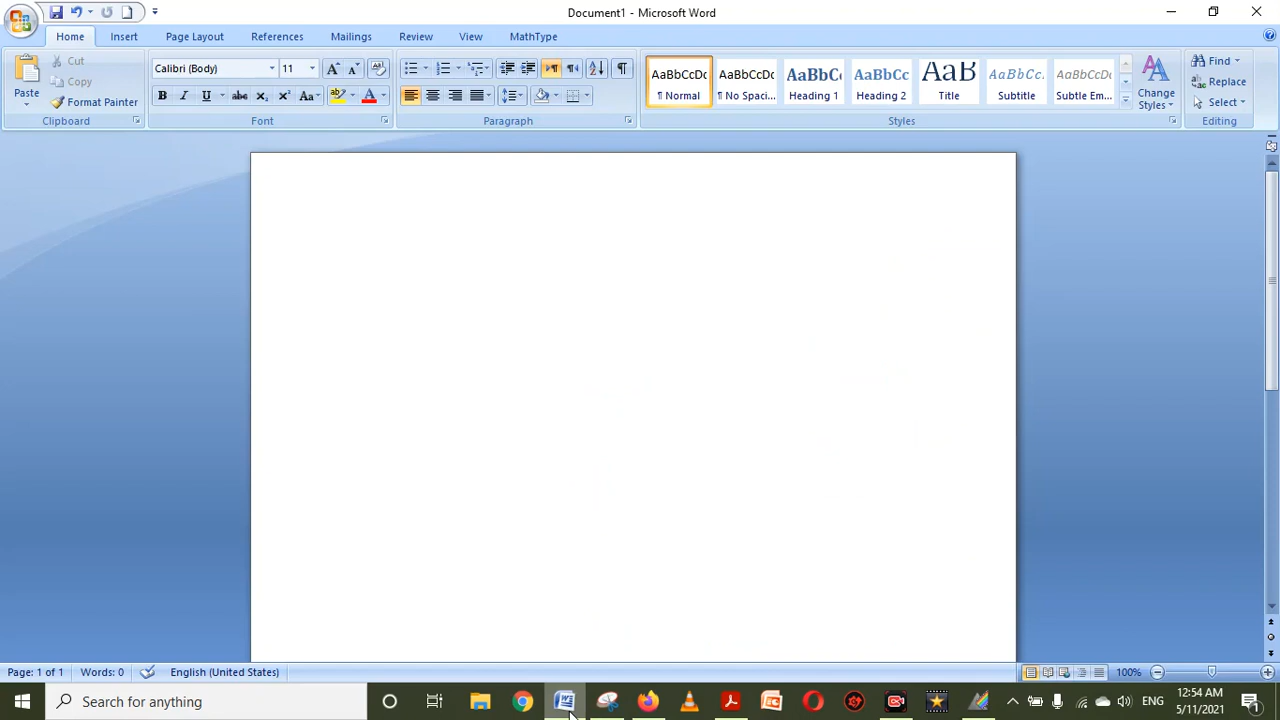 Document1 - Microsoft Word
Home Insert Page Layout References Mailings Review View MathType
Paste
Cut
Copy
Format Painter
Clipboard
Calibri (Body) 11
Font
Paragraph
AaBbCcDc AaBbCcDc AaBbC AaBbCc AaB AaBbCc. AaBbCcDc
¶ Normal ¶ No Spaci... Heading 1 Heading 2 Title Subtitle Subtle Em...
Change
Styles
Styles
Find
Replace
Select
Editing
Page: 1 of 1 Words: 0 English (United States) 100%
Search for anything
ENG
12:54 AM
5/11/2021
1